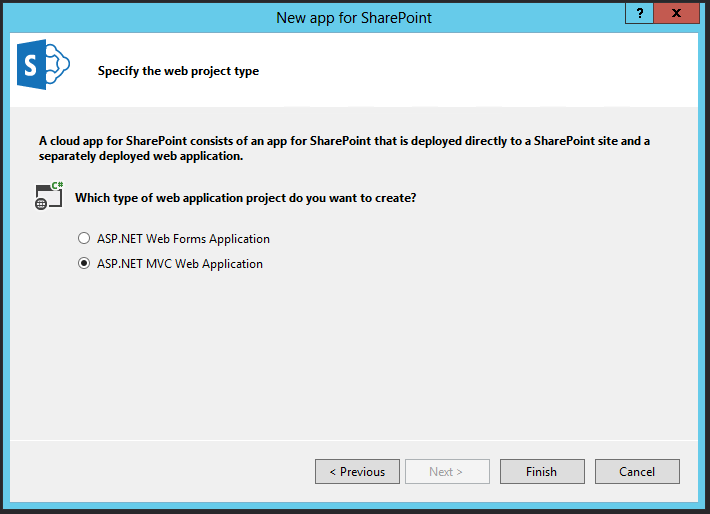 New app for SharePoint
? x
S
Specify the web project type
A cloud app for SharePoint consists of an app for SharePoint that is deployed directly to a SharePoint site and a
separately deployed web application.
C#
Which type of web application project do you want to create?
ASP.NET Web Forms Application
ASP.NET MVC Web Application
< Previous Next > Finish Cancel